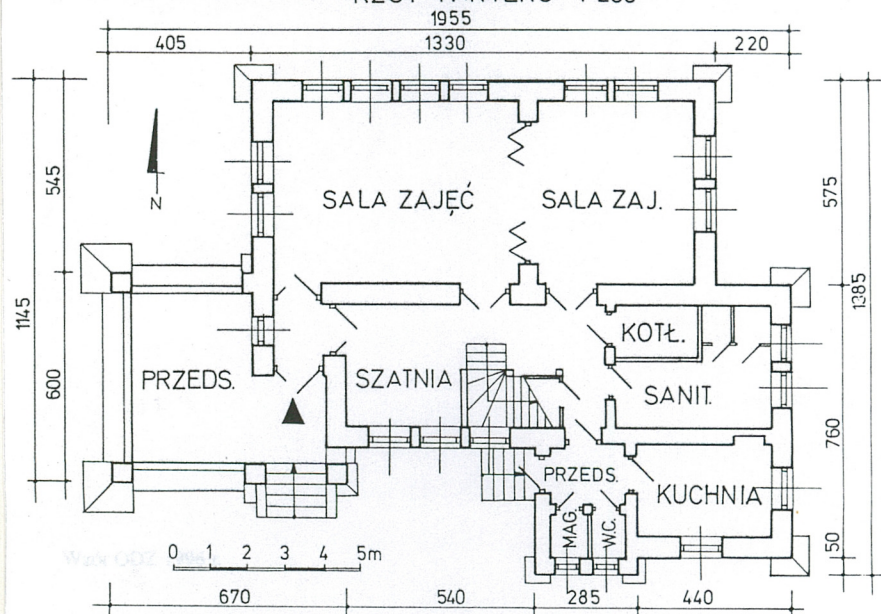 1955
405 1330 220
545
1145
600
575
1385
760
50
N
SALA ZAJĘĆ SALA ZAJ.
KOTŁ.
PRZEDS. SZATNIA SANIT.
PRZEDS.
KUCHNIA
MAG. W.C.
0 1 2 3 4 5m
670 540 285 440